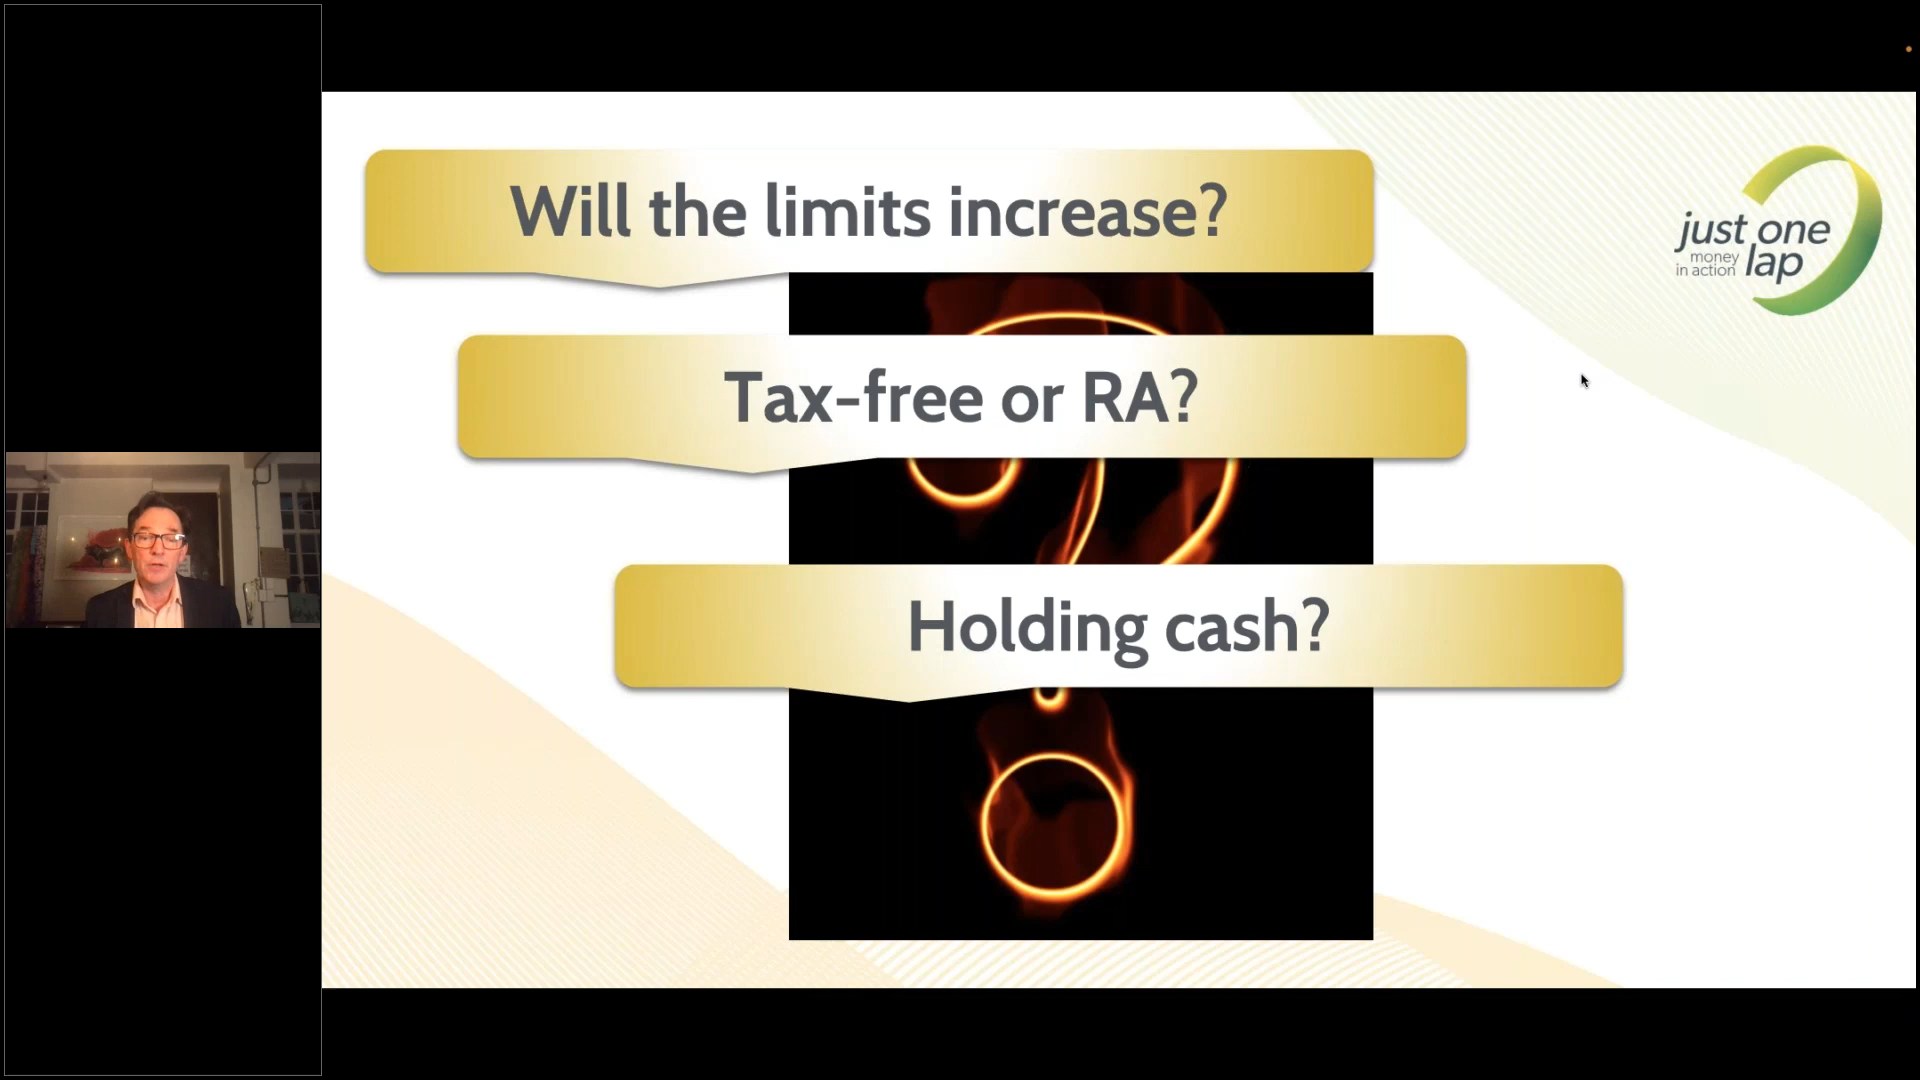 Will the limits increase?
just one
money
in action
lap
Tax-free or RA?
Holding cash?